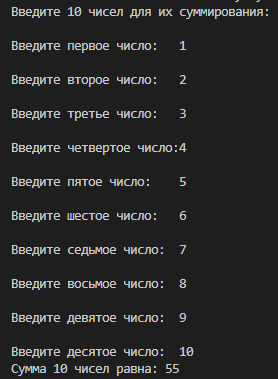 Введите 10 чисел для их суммирования:
Введите первое число: 1
Введите второе число: 2
Введите третье число: 3
Введите четвертое число:4
Введите пятое число: 5
Введите шестое число: 6
Введите седьмое число: 7
Введите восьмое число: 8
Введите девятое число: 9
Введите десятое число: 10
Сумма 10 чисел равна: 55